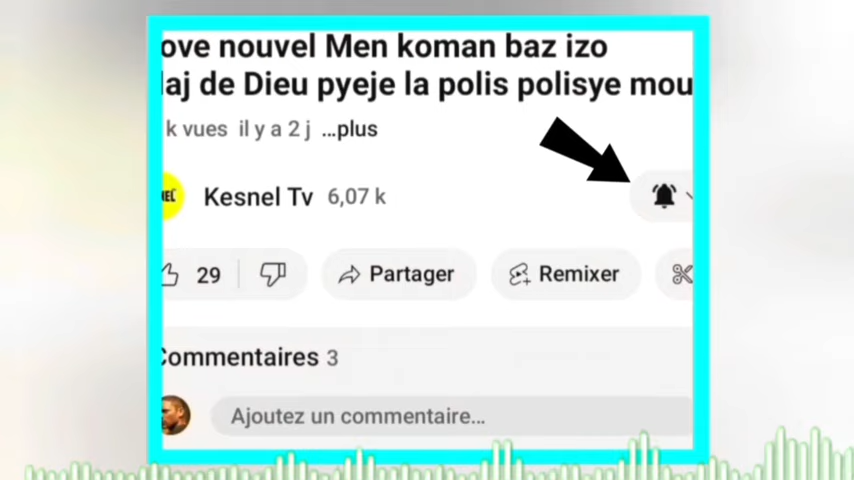 ove nouvel Men koman baz izo
laj de Dieu pyeje la polis polisye mou
k vues il y a 2 j ...plus
Kesnel Tv 6,07 k
29 Partager Remixer
Commentaires 3
Ajoutez un commentaire...